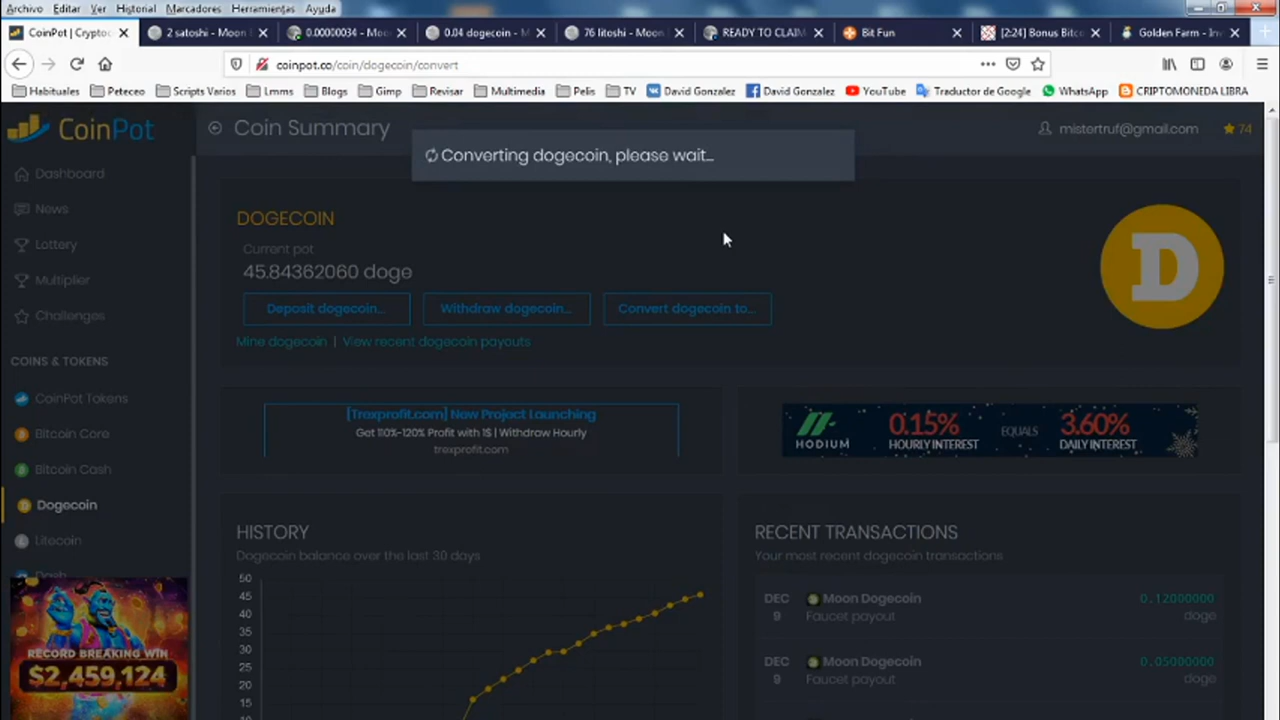 Archivo Editar Ver Historial Marcadores Herramientas Ayuda
CoinPot | Cryptoc
2 satoshi - Moon
0.00000034 - Moo
0.04 dogecoin - M
76 litoshi - Moon
READY TO CLAIM
Bit Fun
[2:24] Bonus Bitco
Golden Farm - Inv
coinpot.co/coin/dogecoin/convert
Habituales Peteceo Scripts Varios Lmms Blogs Gimp Revisar Multimedia Pelis TV David Gonzalez David Gonzalez YouTube Traductor de Google WhatsApp CRIPTOMONEDA LIBRA
CoinPot
Coin Summary
mistertruf@gmail.com
74
Converting dogecoin, please wait...
Dashboard
News
Lottery
Multiplier
Challenges
COINS & TOKENS
CoinPot Tokens
Bitcoin Core
Bitcoin Cash
Dogecoin
Litecoin
Dash
RECORD BREAKING WIN
$2,459,124
DOGECOIN
Current pot
45.84362060 doge
Deposit dogecoin... Withdraw dogecoin... Convert dogecoin to...
Mine dogecoin | View recent dogecoin payouts
[Trexprofit.com] New Project Launching
Get 110%-120% Profit with 1$ | Withdraw Hourly
trexprofit.com
HODIUM
0.15%
HOURLY INTEREST
EQUALS
3.60%
DAILY INTEREST
HISTORY
Dogecoin balance over the last 30 days
50
45
40
35
30
25
20
15
RECENT TRANSACTIONS
Your most recent dogecoin transactions
DEC 9 Moon Dogecoin 0.12000000
Faucet payout doge
DEC 9 Moon Dogecoin 0.05000000
Faucet payout doge